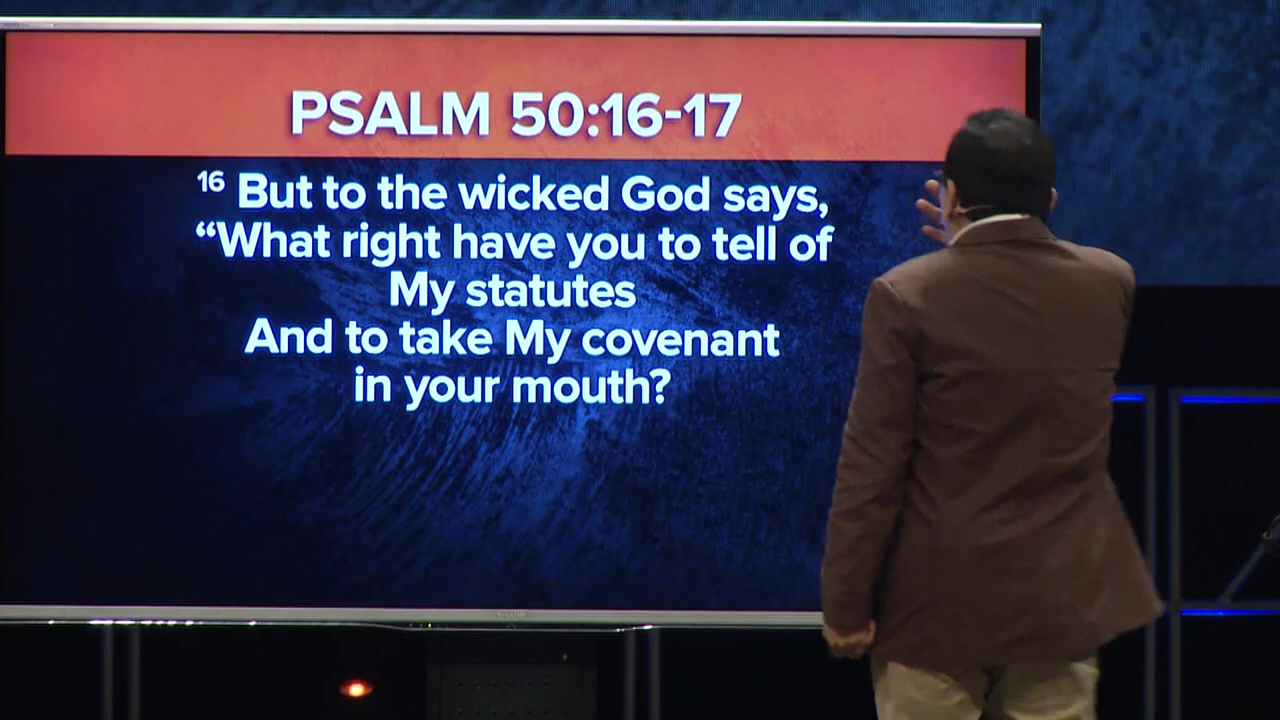 PSALM 50:16-17
16 But to the wicked God says,
“What right have you to tell of
My statutes
And to take My covenant
in your mouth?